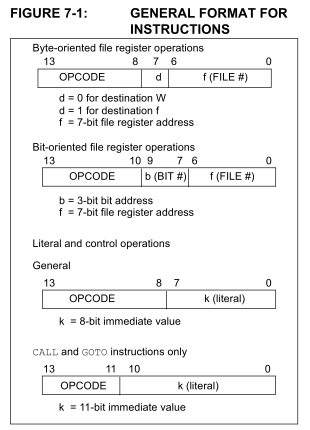 FIGURE 7-1: GENERAL FORMAT FOR
INSTRUCTIONS
Byte-oriented file register operations
13 8 7 6 0
OPCODE d f (FILE #)
d = 0 for destination W
d = 1 for destination f
f = 7-bit file register address
Bit-oriented file register operations
13 10 9 7 6 0
OPCODE b (BIT #) f (FILE #)
b = 3-bit bit address
f = 7-bit file register address
Literal and control operations
General
13 8 7 0
OPCODE k (literal)
k = 8-bit immediate value
CALL and GOTO instructions only
13 11 10 0
OPCODE k (literal)
k = 11-bit immediate value